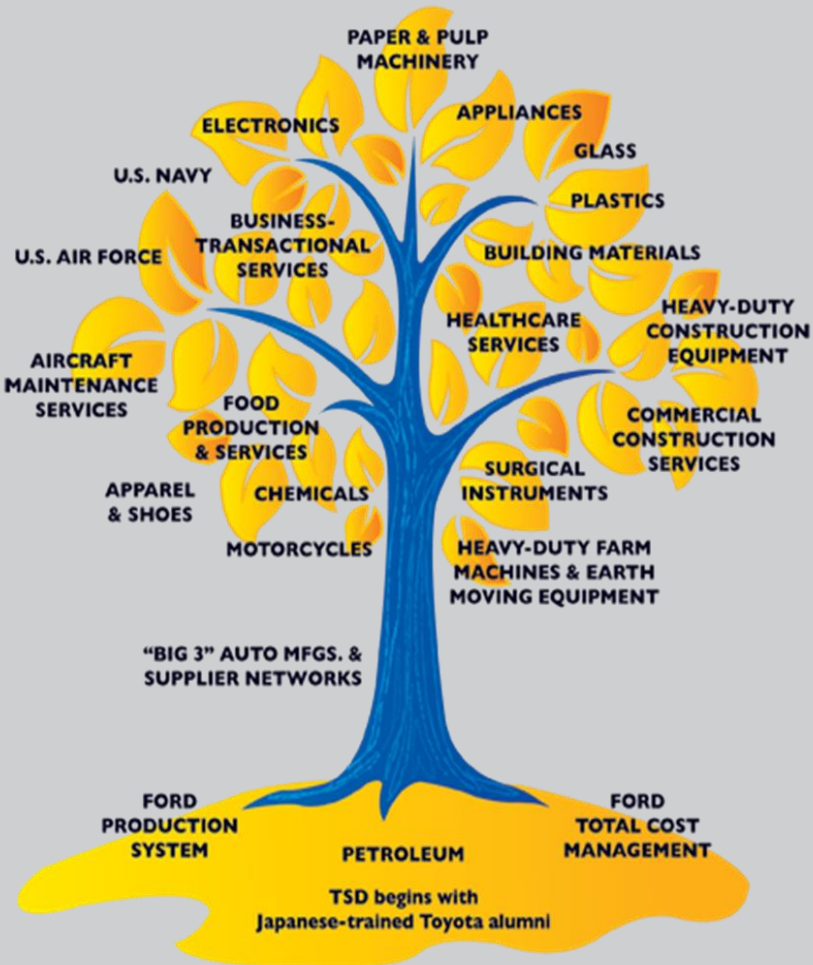 PAPER & PULP
MACHINERY
ELECTRONICS
APPLIANCES
GLASS
U.S. NAVY
PLASTICS
BUSINESS-
TRANSACTIONAL
SERVICES
U.S. AIR FORCE
BUILDING MATERIALS
HEALTHCARE
SERVICES
HEAVY-DUTY
CONSTRUCTION
EQUIPMENT
AIRCRAFT
MAINTENANCE
SERVICES
FOOD
PRODUCTION
& SERVICES
COMMERCIAL
CONSTRUCTION
SERVICES
APPAREL
& SHOES
CHEMICALS
SURGICAL
INSTRUMENTS
MOTORCYCLES
HEAVY-DUTY FARM
MACHINES & EARTH
MOVING EQUIPMENT
“BIG 3” AUTO MFGS. &
SUPPLIER NETWORKS
FORD
PRODUCTION
SYSTEM
FORD
TOTAL COST
MANAGEMENT
PETROLEUM
TSD begins with
Japanese-trained Toyota alumni